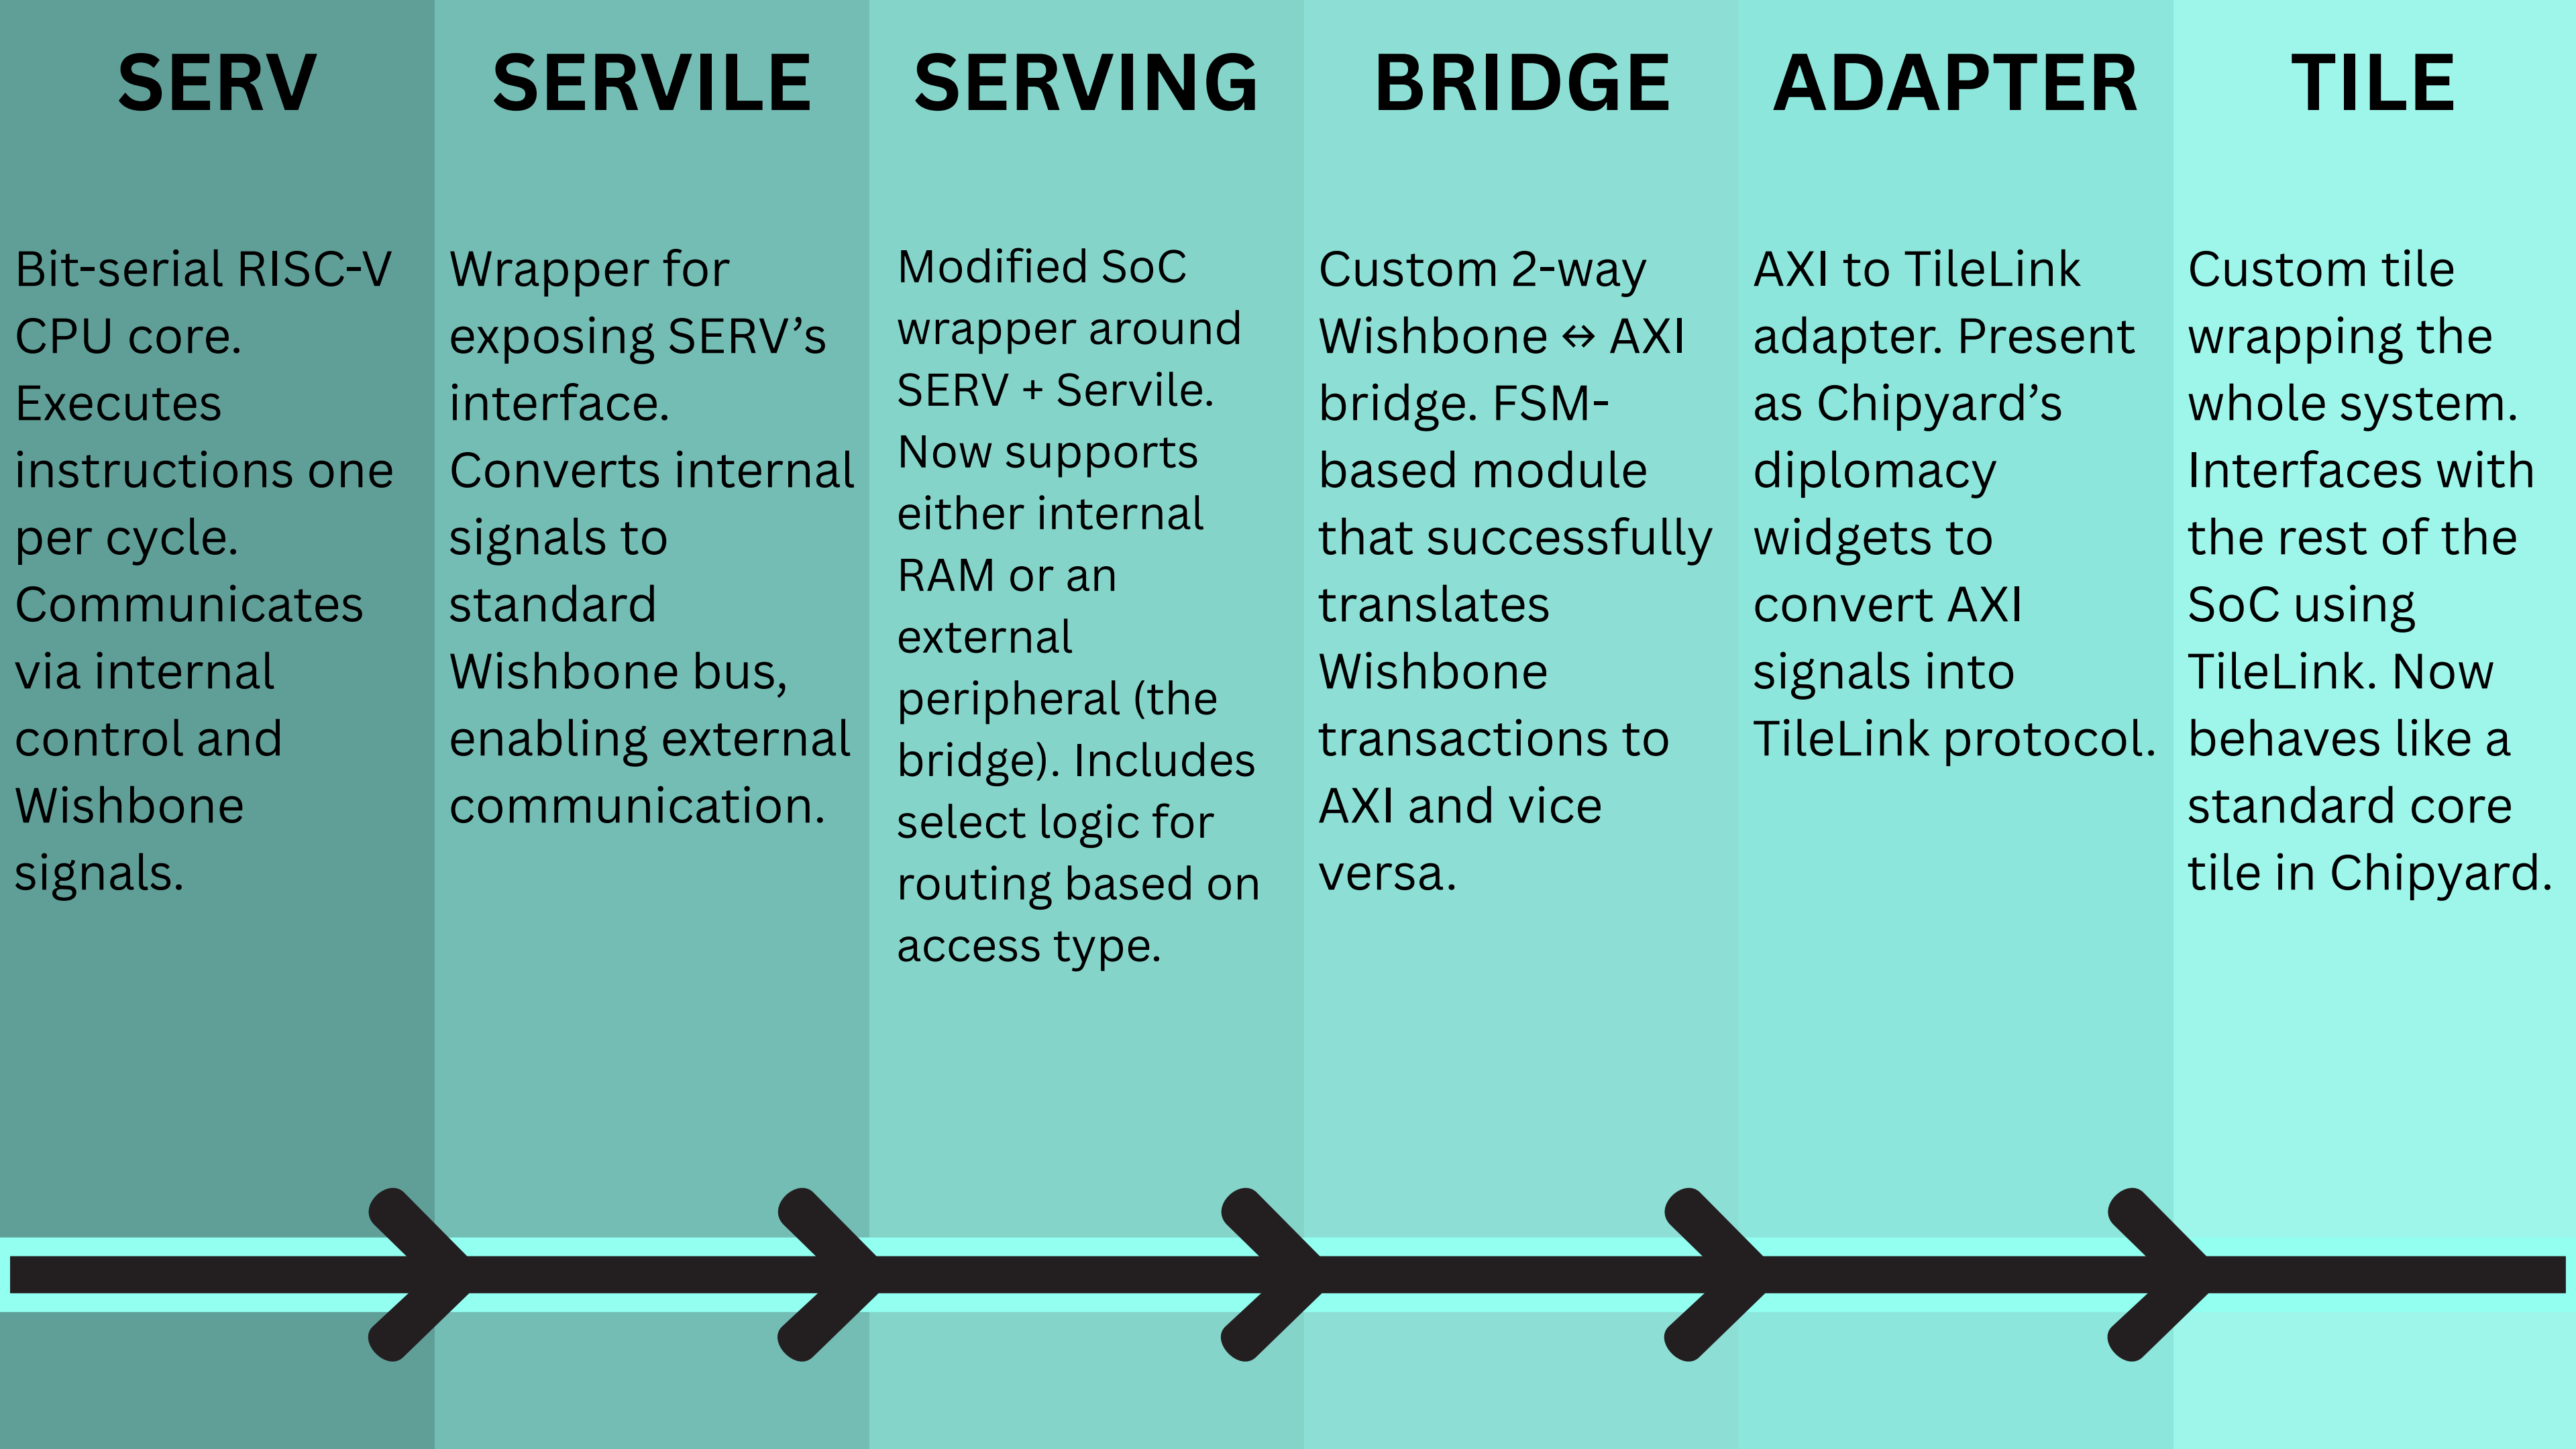 SERV
Bit-serial RISC-V
CPU core.
Executes
instructions one
per cycle.
Communicates
via internal
control and
Wishbone
signals.
SERVILE
Wrapper for
exposing SERV’s
interface.
Converts internal
signals to
standard
Wishbone bus,
enabling external
communication.
SERVING
Modified SoC
wrapper around
SERV + Servile.
Now supports
either internal
RAM or an
external
peripheral (the
bridge). Includes
select logic for
routing based on
access type.
BRIDGE
Custom 2-way
Wishbone ↔ AXI
bridge. FSM-
based module
that successfully
translates
Wishbone
transactions to
AXI and vice
versa.
ADAPTER
AXI to TileLink
adapter. Present
as Chipyard’s
diplomacy
widgets to
convert AXI
signals into
TileLink protocol.
TILE
Custom tile
wrapping the
whole system.
Interfaces with
the rest of the
SoC using
TileLink. Now
behaves like a
standard core
tile in Chipyard.